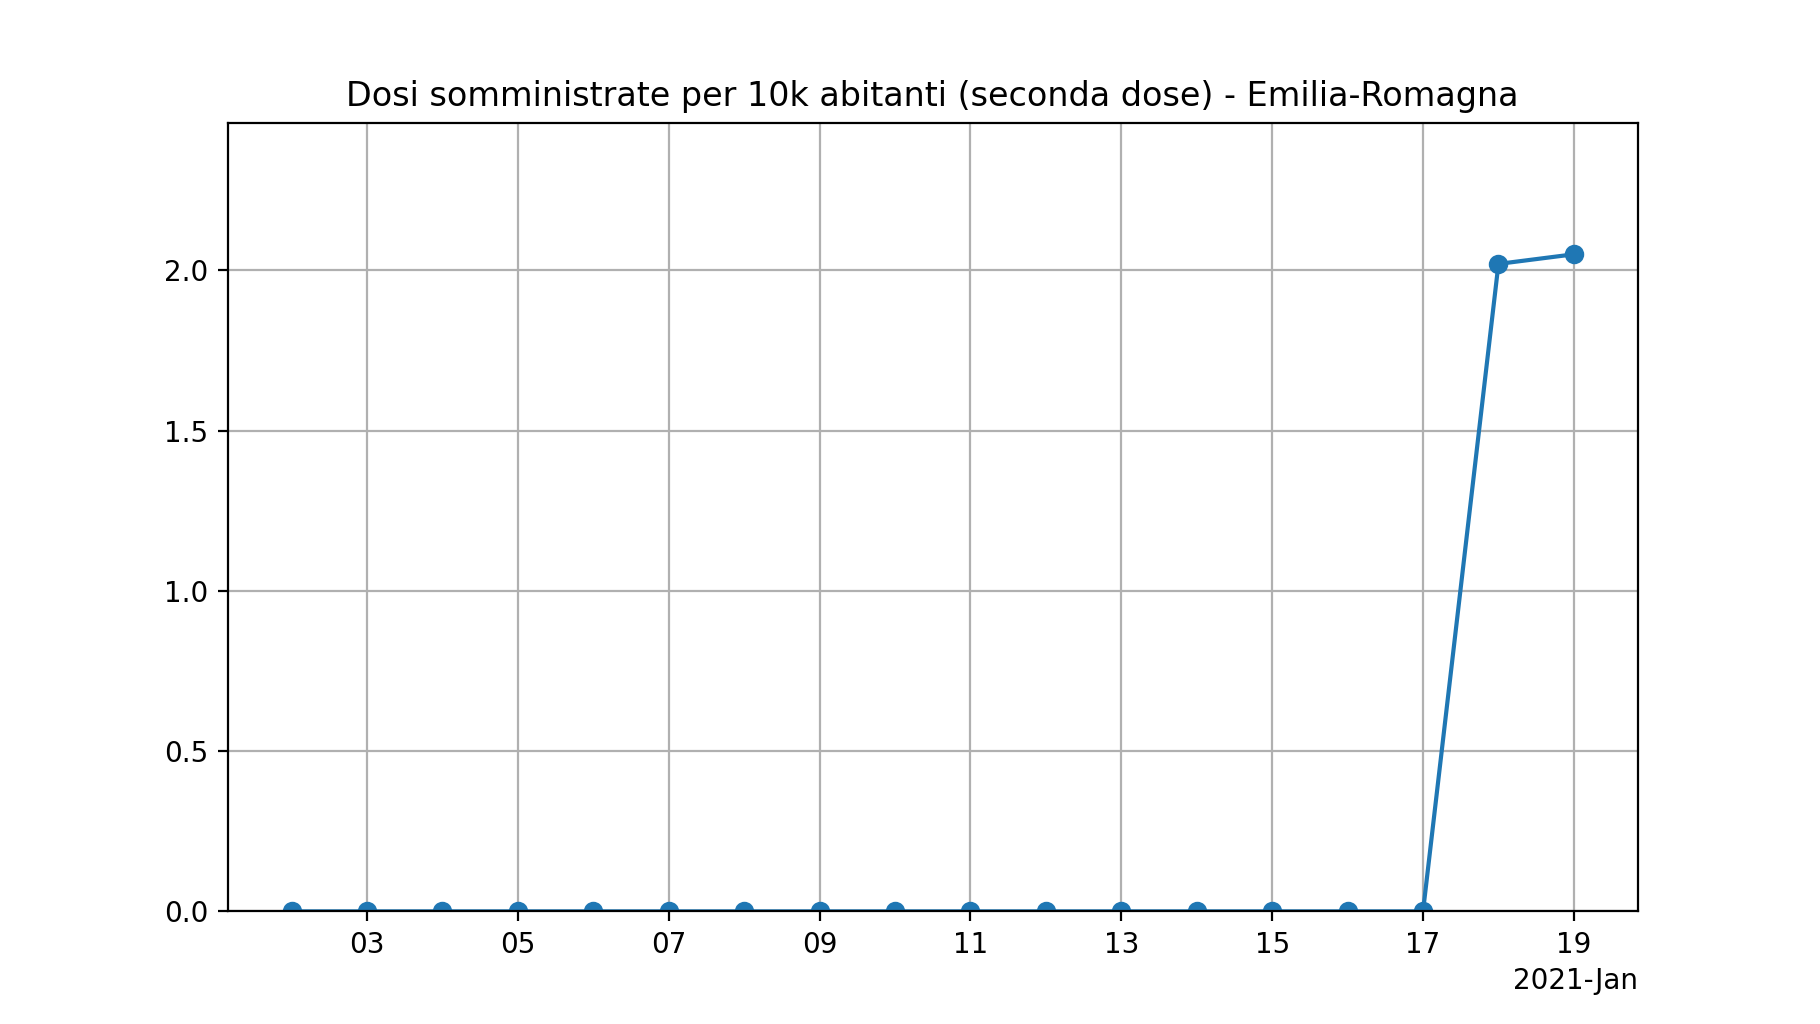 Dosi somministrate per 10k abitanti (seconda dose) - Emilia-Romagna
2.0
1.5
1.0
0.5
0.0
03 05 07 09 11 13 15 17 19
2021-Jan